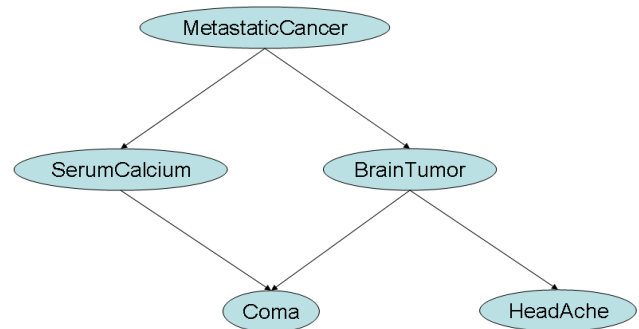 MetastaticCancer
SerumCalcium
BrainTumor
Coma
HeadAche